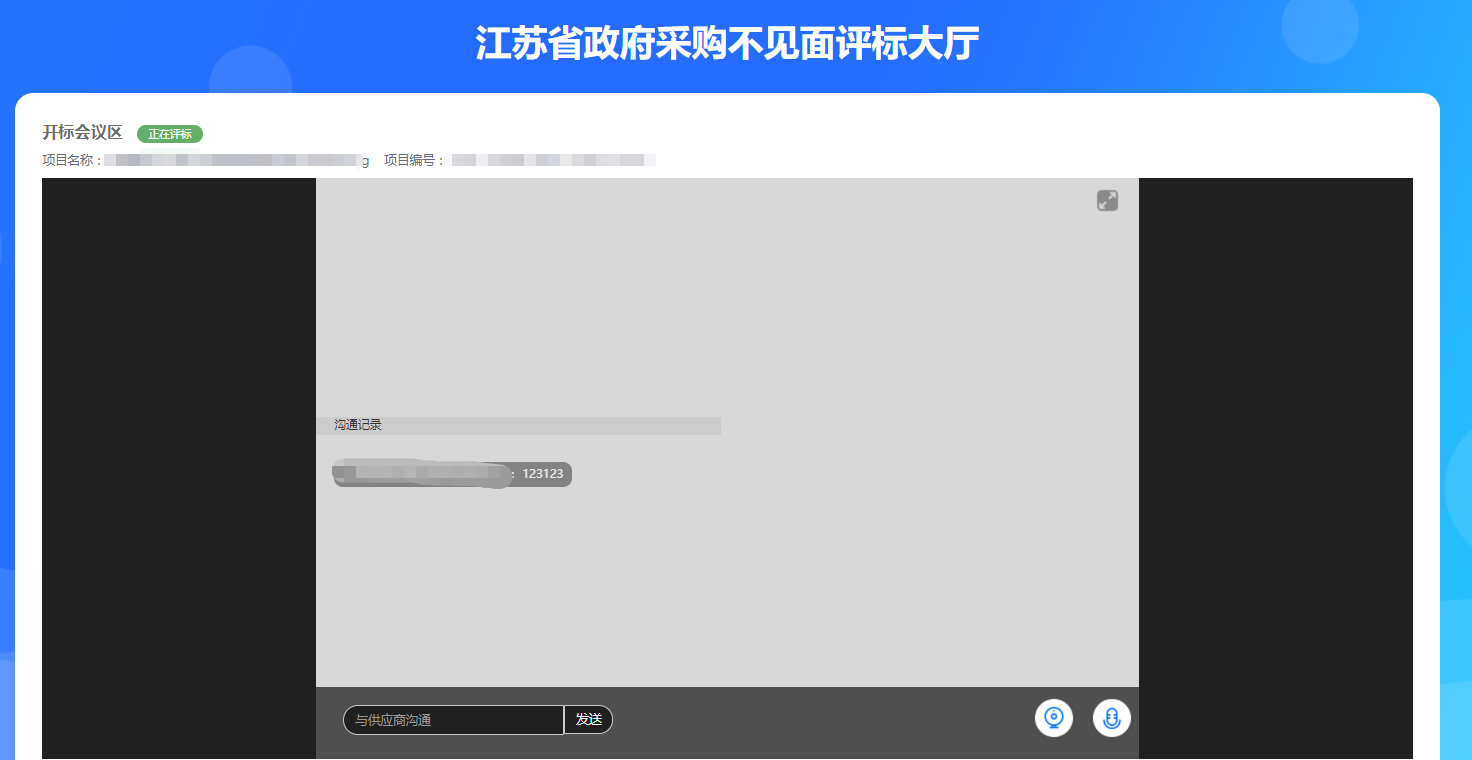 江苏省政府采购不见面评标大厅
开标会议区 正在评标
项目名称： g 项目编号：
沟通记录
： 123123
与供应商沟通 发送